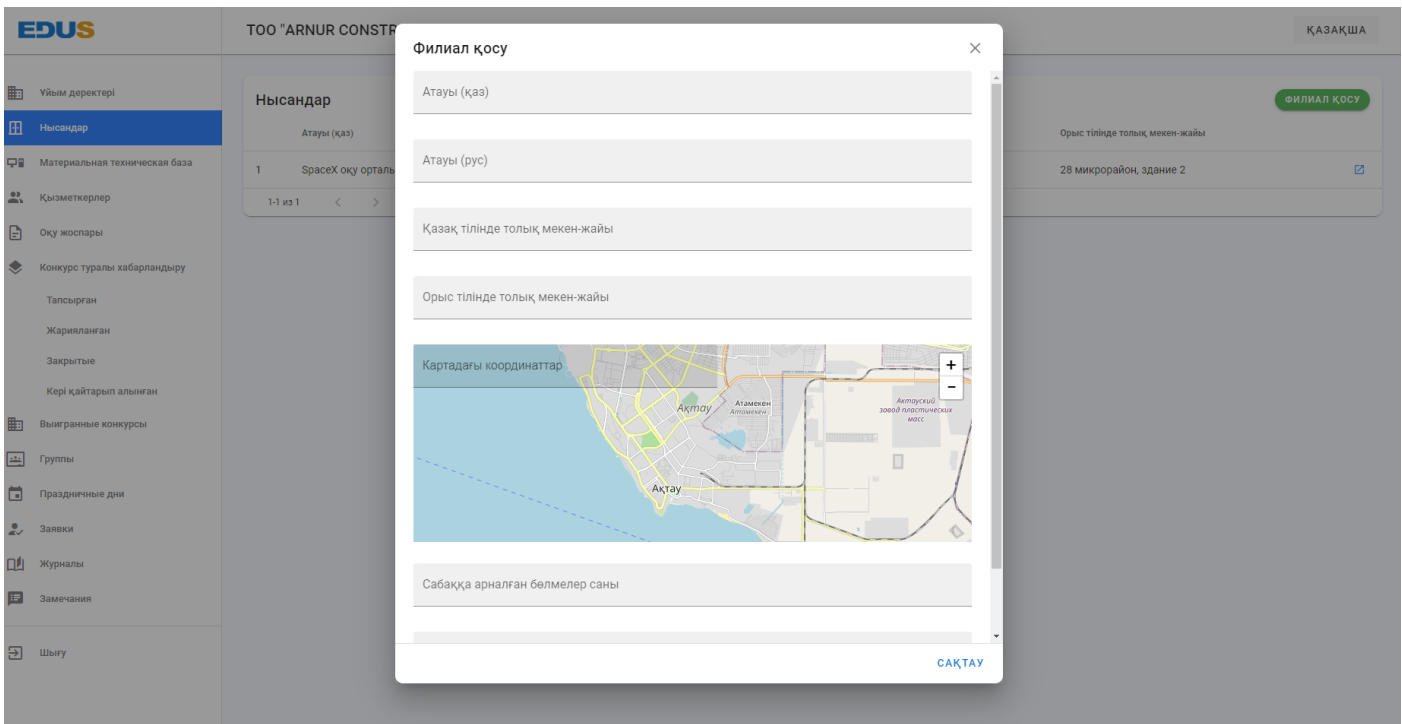 EDUS
ТОО "ARNUR CONSTR
ҚАЗАҚША
Ұйым деректері
Нысандар
Материальная техническая база
Қызметкерлер
Оқу жоспары
Конкурс туралы хабарландыру
Тапсырған
Жарияланған
Закрытые
Кері қайтарып алынған
Выигранные конкурсы
Группы
Праздничные дни
Заявки
Журналы
Замечания
Шығу
Нысандар
ФИЛИАЛ ҚОСУ
Атауы (қаз)
Орыс тілінде толық мекен-жайы
1
SpaceX оқу орталы
28 микрорайон, здание 2
1-1 из 1
Филиал қосу
Атауы (қаз)
Атауы (рус)
Қазақ тілінде толық мекен-жайы
Орыс тілінде толық мекен-жайы
Картадағы координаттар
+
−
Ақтау
Атамекен
Атамекен
Актауский
завод пластических
масс
Ақтау
Сабаққа арналған бөлмелер саны
САҚТАУ